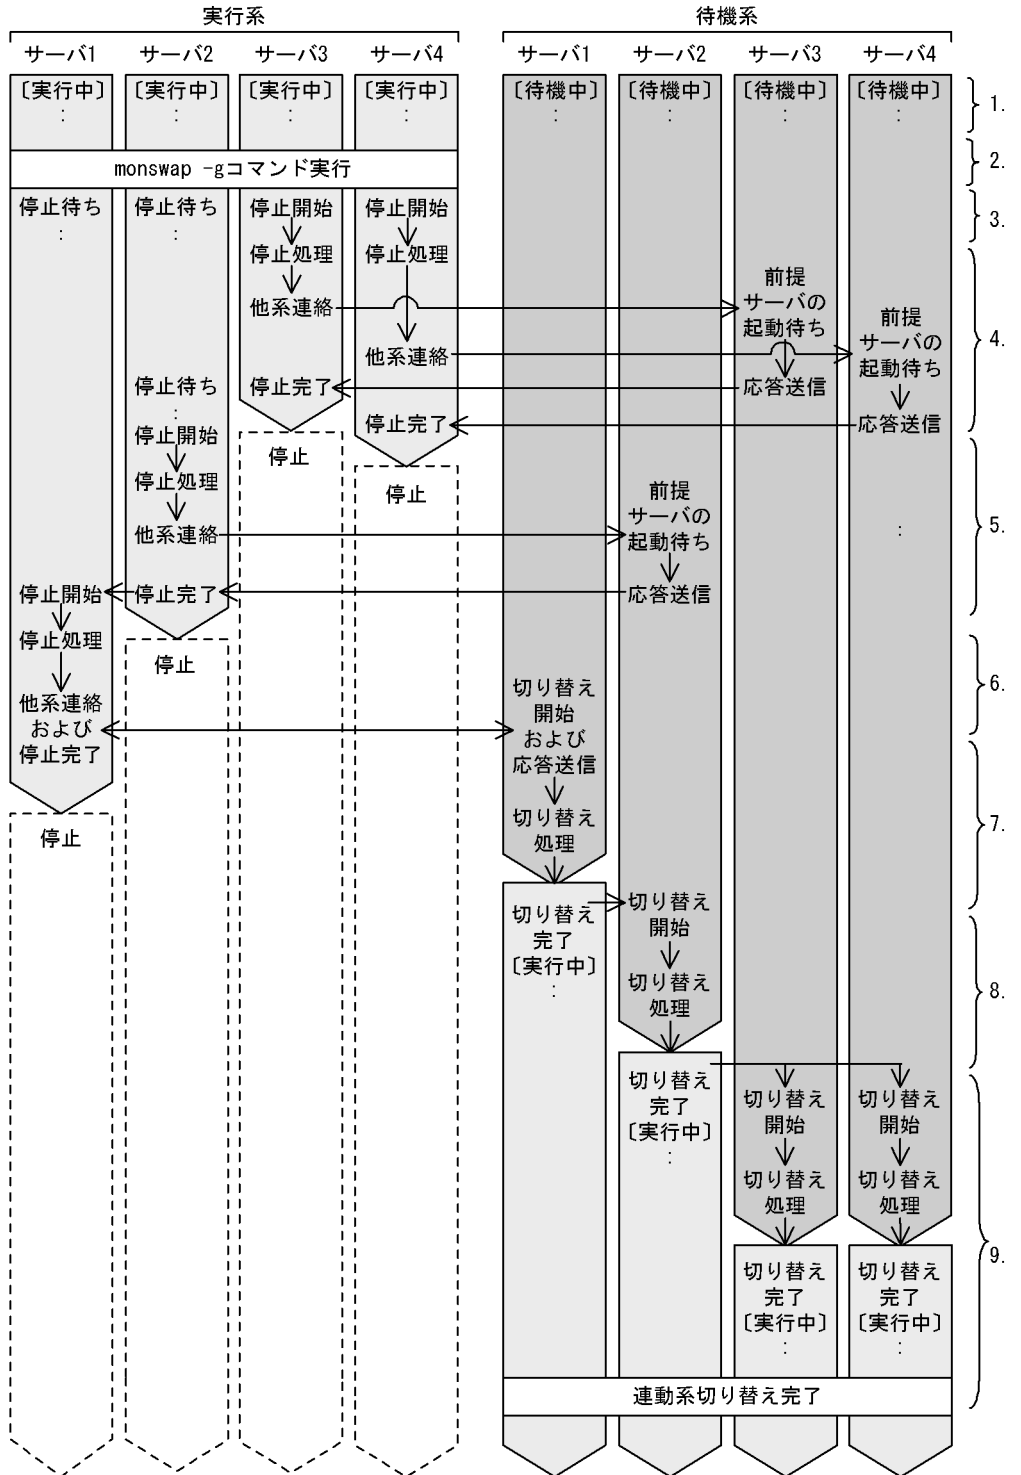 実行系
待機系
サーバ1 サーバ2 サーバ3 サーバ4 サーバ1 サーバ2 サーバ3 サーバ4
〔実行中〕 〔実行中〕 〔実行中〕 〔実行中〕 〔待機中〕 〔待機中〕 〔待機中〕 〔待機中〕
: : : : : : : :
1.
monswap -gコマンド実行
2.
停止待ち 停止待ち 停止開始 停止開始
: :
3.
停止処理 停止処理
他系連絡
前提
サーバの
起動待ち
前提
サーバの
起動待ち
4.
他系連絡
停止待ち 停止完了 応答送信
:
停止完了 応答送信
停止開始
停止
停止処理
停止
前提
サーバの
起動待ち
他系連絡
:
5.
停止開始 停止完了 応答送信
停止処理
停止
他系連絡
および
停止完了
切り替え
開始
および
応答送信
6.
切り替え
処理
7.
停止
切り替え
完了
〔実行中〕
:
切り替え
開始
切り替え
処理
8.
切り替え
完了
〔実行中〕
:
切り替え
開始
切り替え
処理
切り替え
開始
切り替え
処理
9.
切り替え
完了
〔実行中〕
:
切り替え
完了
〔実行中〕
:
連動系切り替え完了